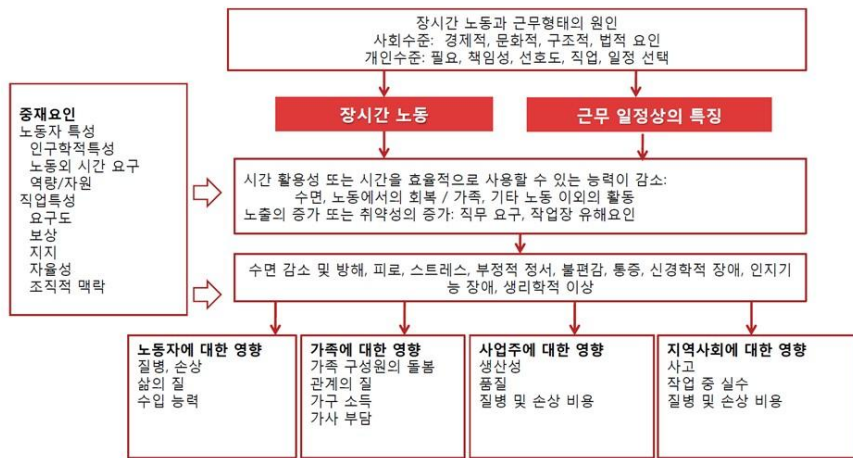 장시간 노동과 근무형태의 원인
사회수준: 경제적, 문화적, 구조적, 법적 요인
개인수준: 필요, 책임성, 선호도, 직업, 일정 선택
장시간 노동
근무 일정상의 특징
중재요인
노동자 특성
인구학적특성
노동외 시간 요구
역량/자원
직업특성
요구도
보상
지지
자율성
조직적 맥락
시간 활용성 또는 시간을 효율적으로 사용할 수 있는 능력이 감소:
수면, 노동에서의 회복 / 가족, 기타 노동 이외의 활동
노출의 증가 또는 취약성의 증가: 직무 요구, 작업장 유해요인
수면 감소 및 방해, 피로, 스트레스, 부정적 정서, 불편감, 통증, 신경학적 장애, 인지기
능 장애, 생리학적 이상
노동자에 대한 영향
질병, 손상
삶의 질
수입 능력
가족에 대한 영향
가족 구성원의 돌봄
관계의 질
가구 소득
가사 부담
사업주에 대한 영향
생산성
품질
질병 및 손상 비용
지역사회에 대한 영향
사고
작업 중 실수
질병 및 손상 비용